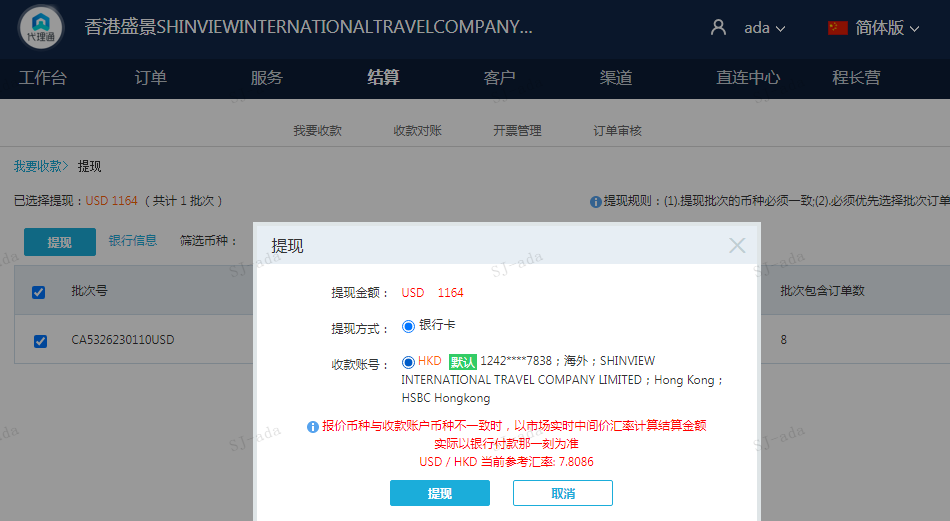 代理通
香港盛景SHINVIEWINTERNATIONALTRAVELCOMPANY...
ada
简体版
工作台 订单 服务 结算 客户 渠道 直连中心 程长营
我要收款 收款对账 开票管理 订单审核
我要收款> 提现
已选择提现：USD 1164 （ 共计 1 批次 ）
提现规则：(1).提现批次的币种必须一致;(2).必须优先选择批次订单
提现 银行信息 筛选币种：
批次号 批次包含订单数
CA5326230110USD 8
提现
提现金额： USD 1164
提现方式： 银行卡
收款账号： HKD 默认 1242****7838；海外；SHINVIEW
INTERNATIONAL TRAVEL COMPANY LIMITED；Hong Kong；
HSBC Hongkong
报价币种与收款账户币种不一致时，以市场实时中间价汇率计算结算金额
实际以银行付款那一刻为准
USD / HKD 当前参考汇率: 7.8086
提现 取消
SJ-ada
SJ-ada
SJ-ada
SJ-ada
SJ-ada